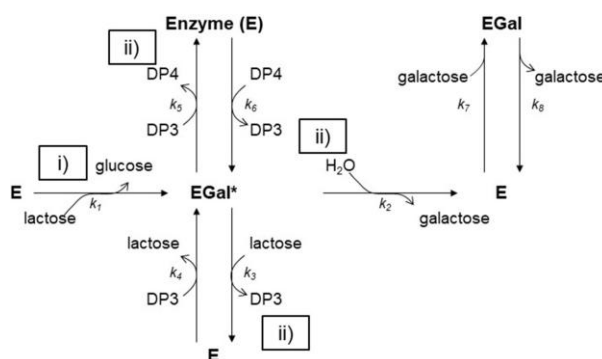 Enzyme (E)
EGal
ii)
DP4
DP4
k5
k6
DP3
DP3
galactose
galactose
k7
k8
i)
ii)
glucose
H2O
E
EGal*
E
lactose
k1
k2
galactose
lactose
lactose
k4
k3
DP3
DP3
ii)
E